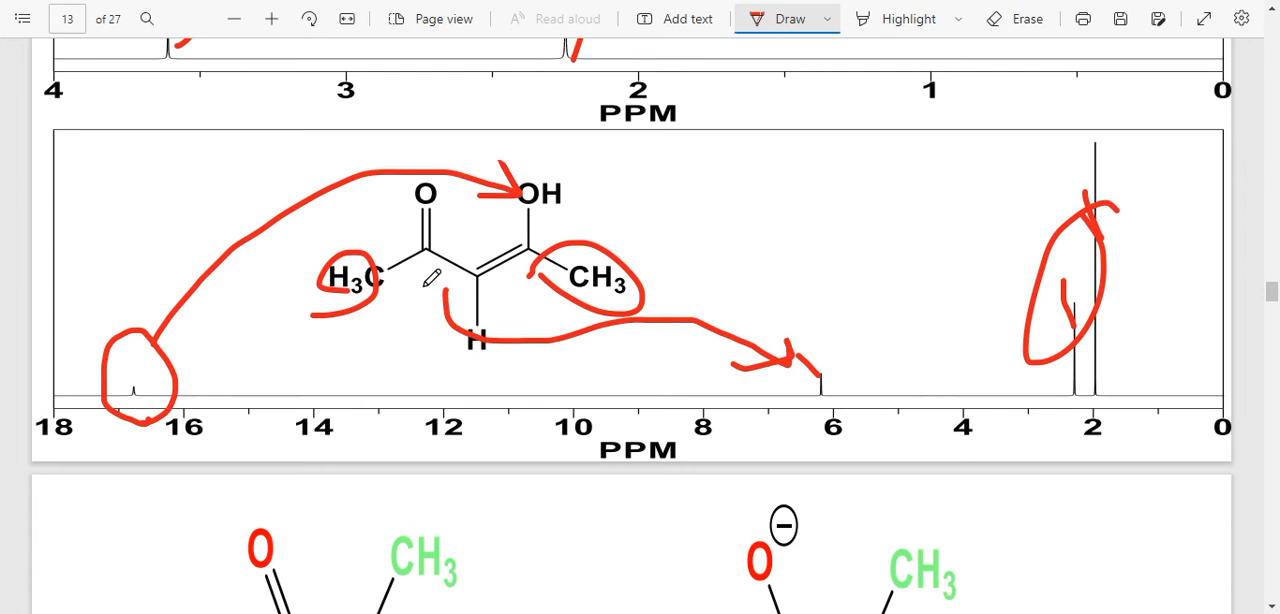 13 of 27 Page view Read aloud Add text Draw Highlight Erase
4 3 2 1 0
PPM
O OH
H3C CH3
H
18 16 14 12 10 8 6 4 2 0
PPM
O CH3 O − CH3